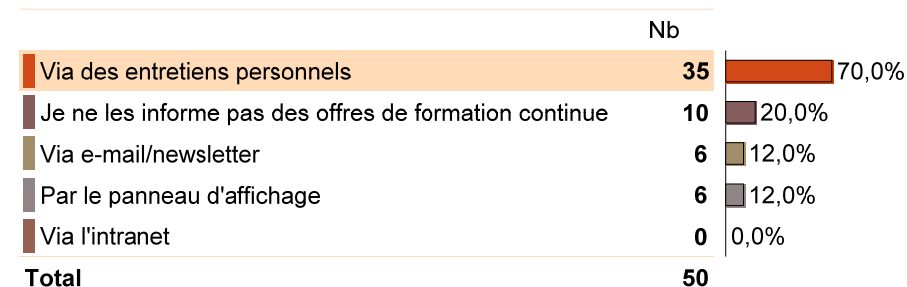 Nb
Via des entretiens personnels 35 70,0%
Je ne les informe pas des offres de formation continue 10 20,0%
Via e-mail/newsletter 6 12,0%
Par le panneau d'affichage 6 12,0%
Via l'intranet 0 0,0%
Total 50